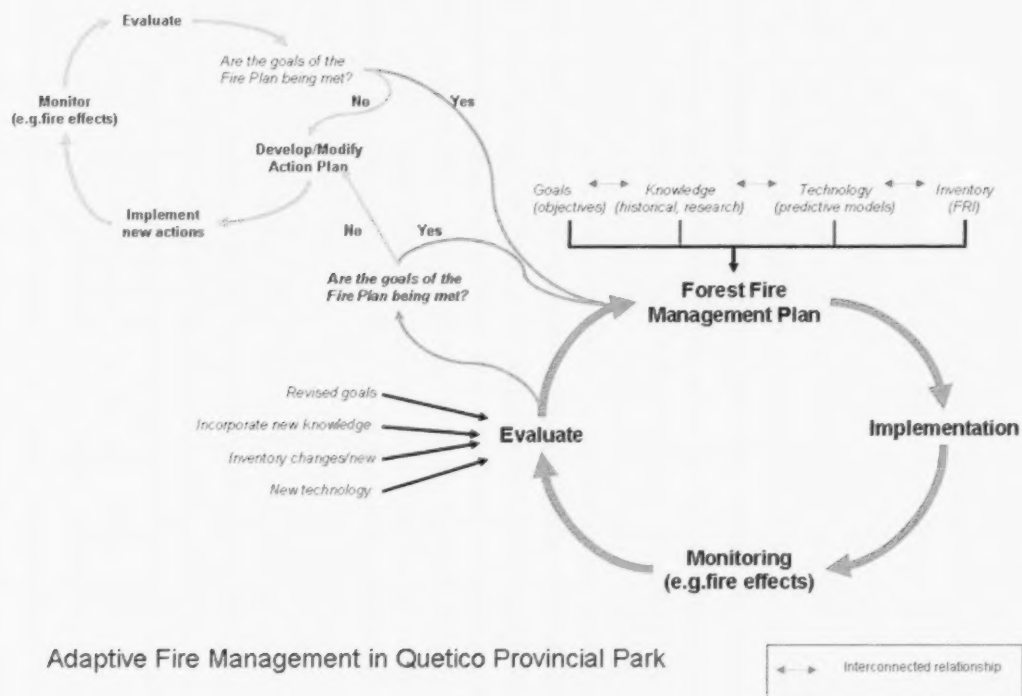 Evaluate
Are the goals of the
Fire Plan being met?
No
Yes
Monitor
(e.g.fire effects)
Develop/Modify
Action Plan
Implement
new actions
No
Yes
Are the goals of the
Fire Plan being met?
Goals
(objectives)
Knowledge
(historical, research)
Technology
(predictive models)
Inventory
(FRI)
Forest Fire
Management Plan
Revised goals
Incorporate new knowledge
Inventory changes/new
New technology
Evaluate
Implementation
Monitoring
(e.g.fire effects)
Adaptive Fire Management in Quetico Provincial Park
Interconnected relationship